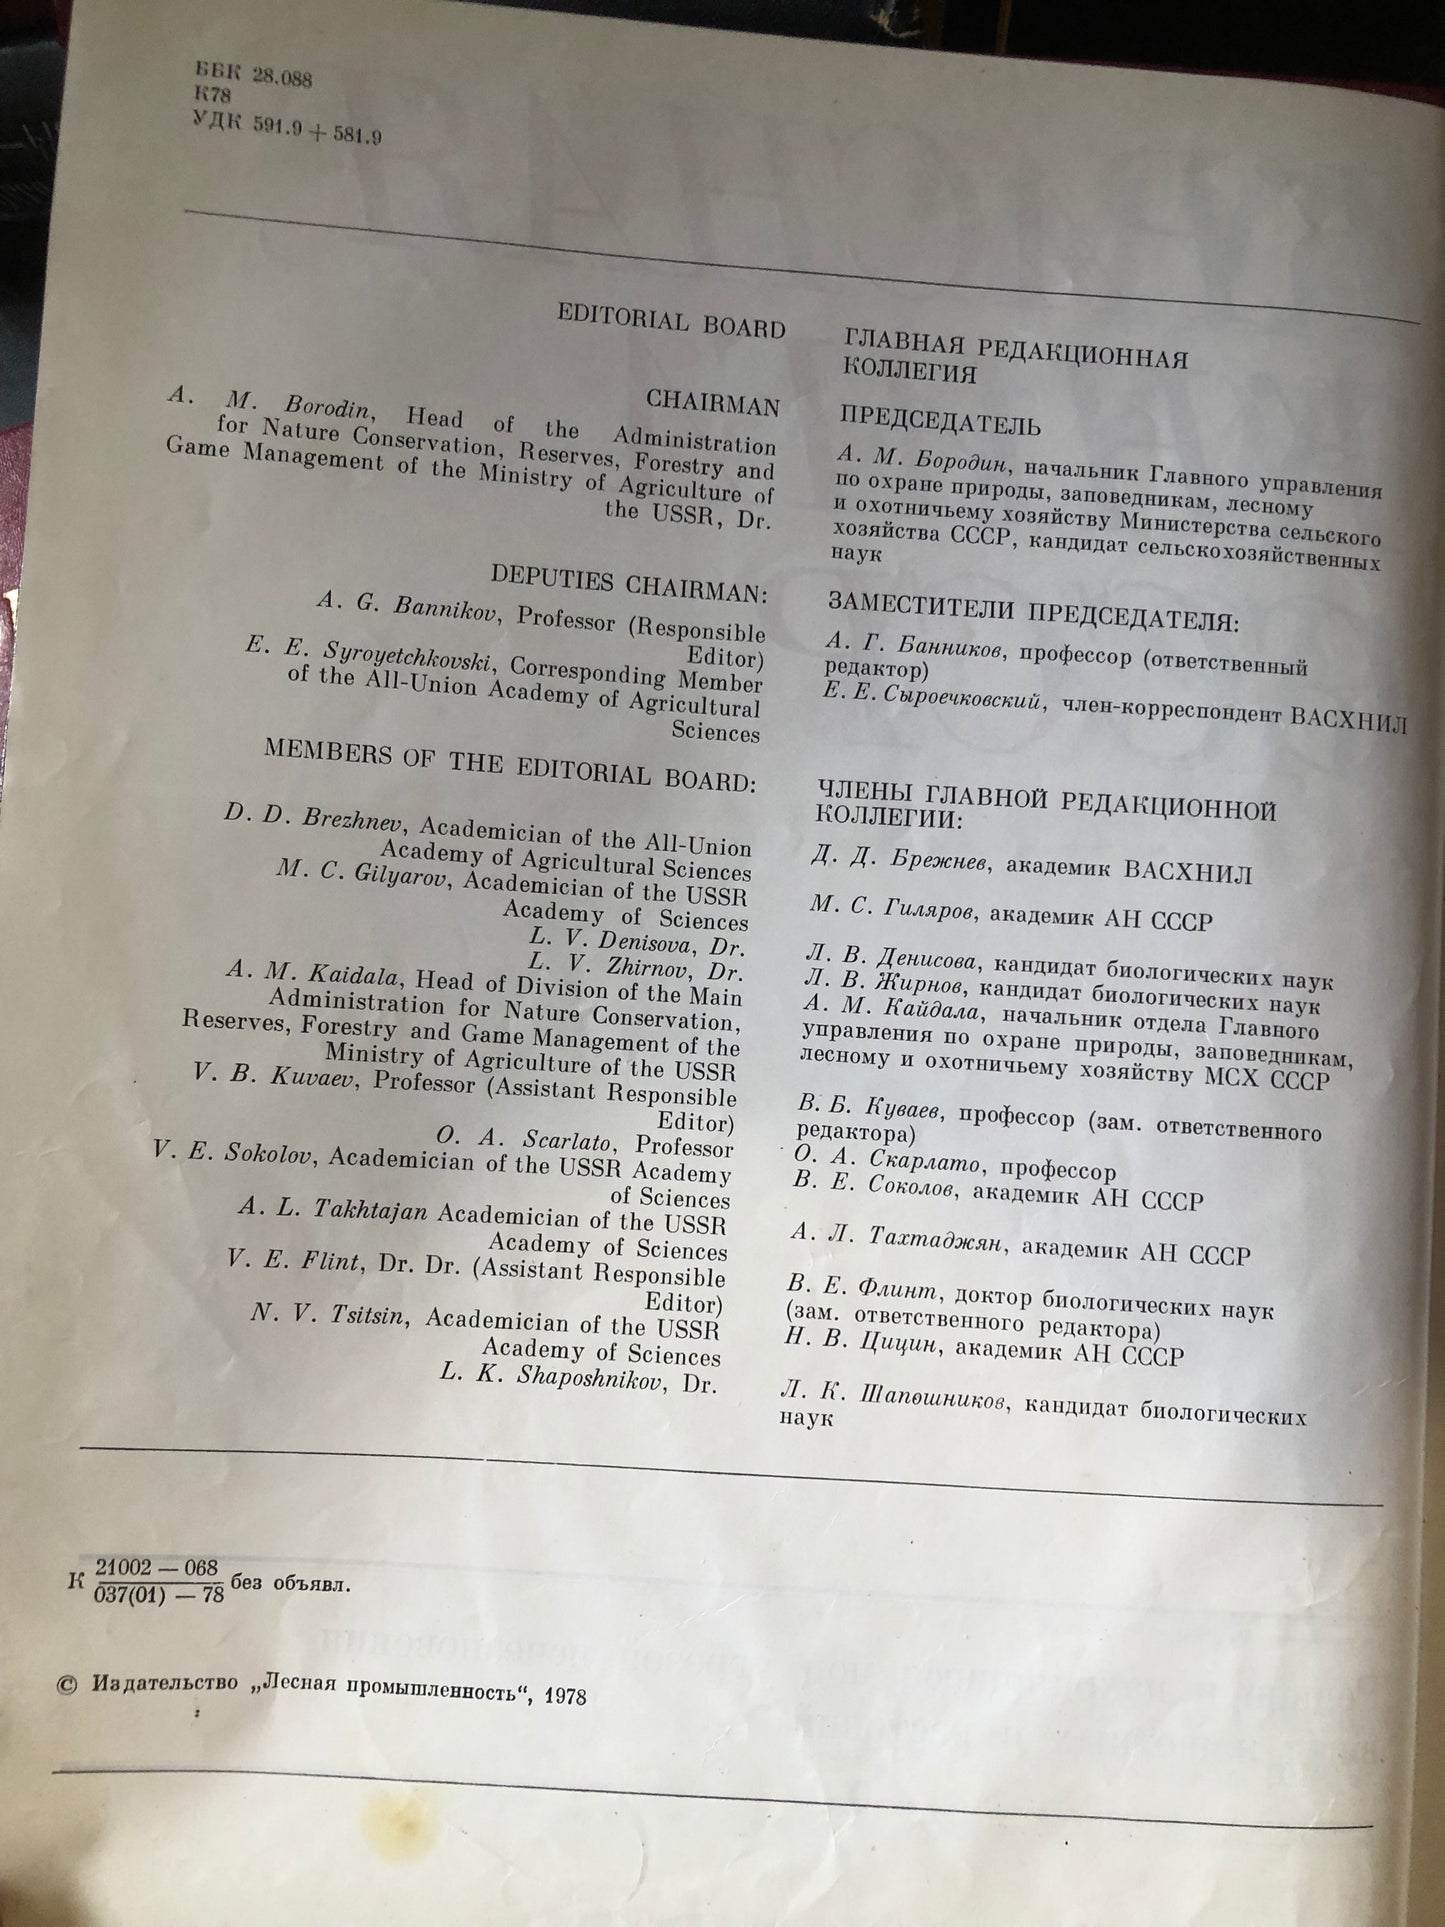 ББК 28.088
К78
УДК 591.9 + 581.9
EDITORIAL BOARD
CHAIRMAN
A. M. Borodin, Head of the Administration
for Nature Conservation, Reserves, Forestry and
Game Management of the Ministry of Agriculture of
the USSR, Dr.
DEPUTIES CHAIRMAN:
A. G. Bannikov, Professor (Responsible
Editor)
E. E. Syroyetchkovski, Corresponding Member
of the All-Union Academy of Agricultural
Sciences
MEMBERS OF THE EDITORIAL BOARD:
D. D. Brezhnev, Academician of the All-Union
Academy of Agricultural Sciences
M. C. Gilyarov, Academician of the USSR
Academy of Sciences
L. V. Denisova, Dr.
L. V. Zhirnov, Dr.
A. M. Kaidala, Head of Division of the Main
Administration for Nature Conservation,
Reserves, Forestry and Game Management of the
Ministry of Agriculture of the USSR
V. B. Kuvaev, Professor (Assistant Responsible
Editor)
O. A. Scarlato, Professor
V. E. Sokolov, Academician of the USSR Academy
of Sciences
A. L. Takhtajan Academician of the USSR
Academy of Sciences
V. E. Flint, Dr. Dr. (Assistant Responsible
Editor)
N. V. Tsitsin, Academician of the USSR
Academy of Sciences
L. K. Shaposhnikov, Dr.
ГЛАВНАЯ РЕДАКЦИОННАЯ
КОЛЛЕГИЯ
ПРЕДСЕДАТЕЛЬ
А. М. Бородин, начальник Главного управления
по охране природы, заповедникам, лесному
и охотничьему хозяйству Министерства сельского
хозяйства СССР, кандидат сельскохозяйственных
наук
ЗАМЕСТИТЕЛИ ПРЕДСЕДАТЕЛЯ:
А. Г. Банников, профессор (ответственный
редактор)
Е. Е. Сыроечковский, член-корреспондент ВАСХНИЛ
ЧЛЕНЫ ГЛАВНОЙ РЕДАКЦИОННОЙ
КОЛЛЕГИИ:
Д. Д. Брежнев, академик ВАСХНИЛ
М. С. Гиляров, академик АН СССР
Л. В. Денисова, кандидат биологических наук
Л. В. Жирнов, кандидат биологических наук
А. М. Кайдала, начальник отдела Главного
управления по охране природы, заповедникам,
лесному и охотничьему хозяйству МСХ СССР
В. Б. Куваев, профессор (зам. ответственного
редактора)
О. А. Скарлато, профессор
В. Е. Соколов, академик АН СССР
А. Л. Тахтаджян, академик АН СССР
В. Е. Флинт, доктор биологических наук
(зам. ответственного редактора)
Н. В. Цицин, академик АН СССР
Л. К. Шапошников, кандидат биологических
наук
21002 — 068
К без объявл.
037(01) — 78
© Издательство „Лесная промышленность“, 1978